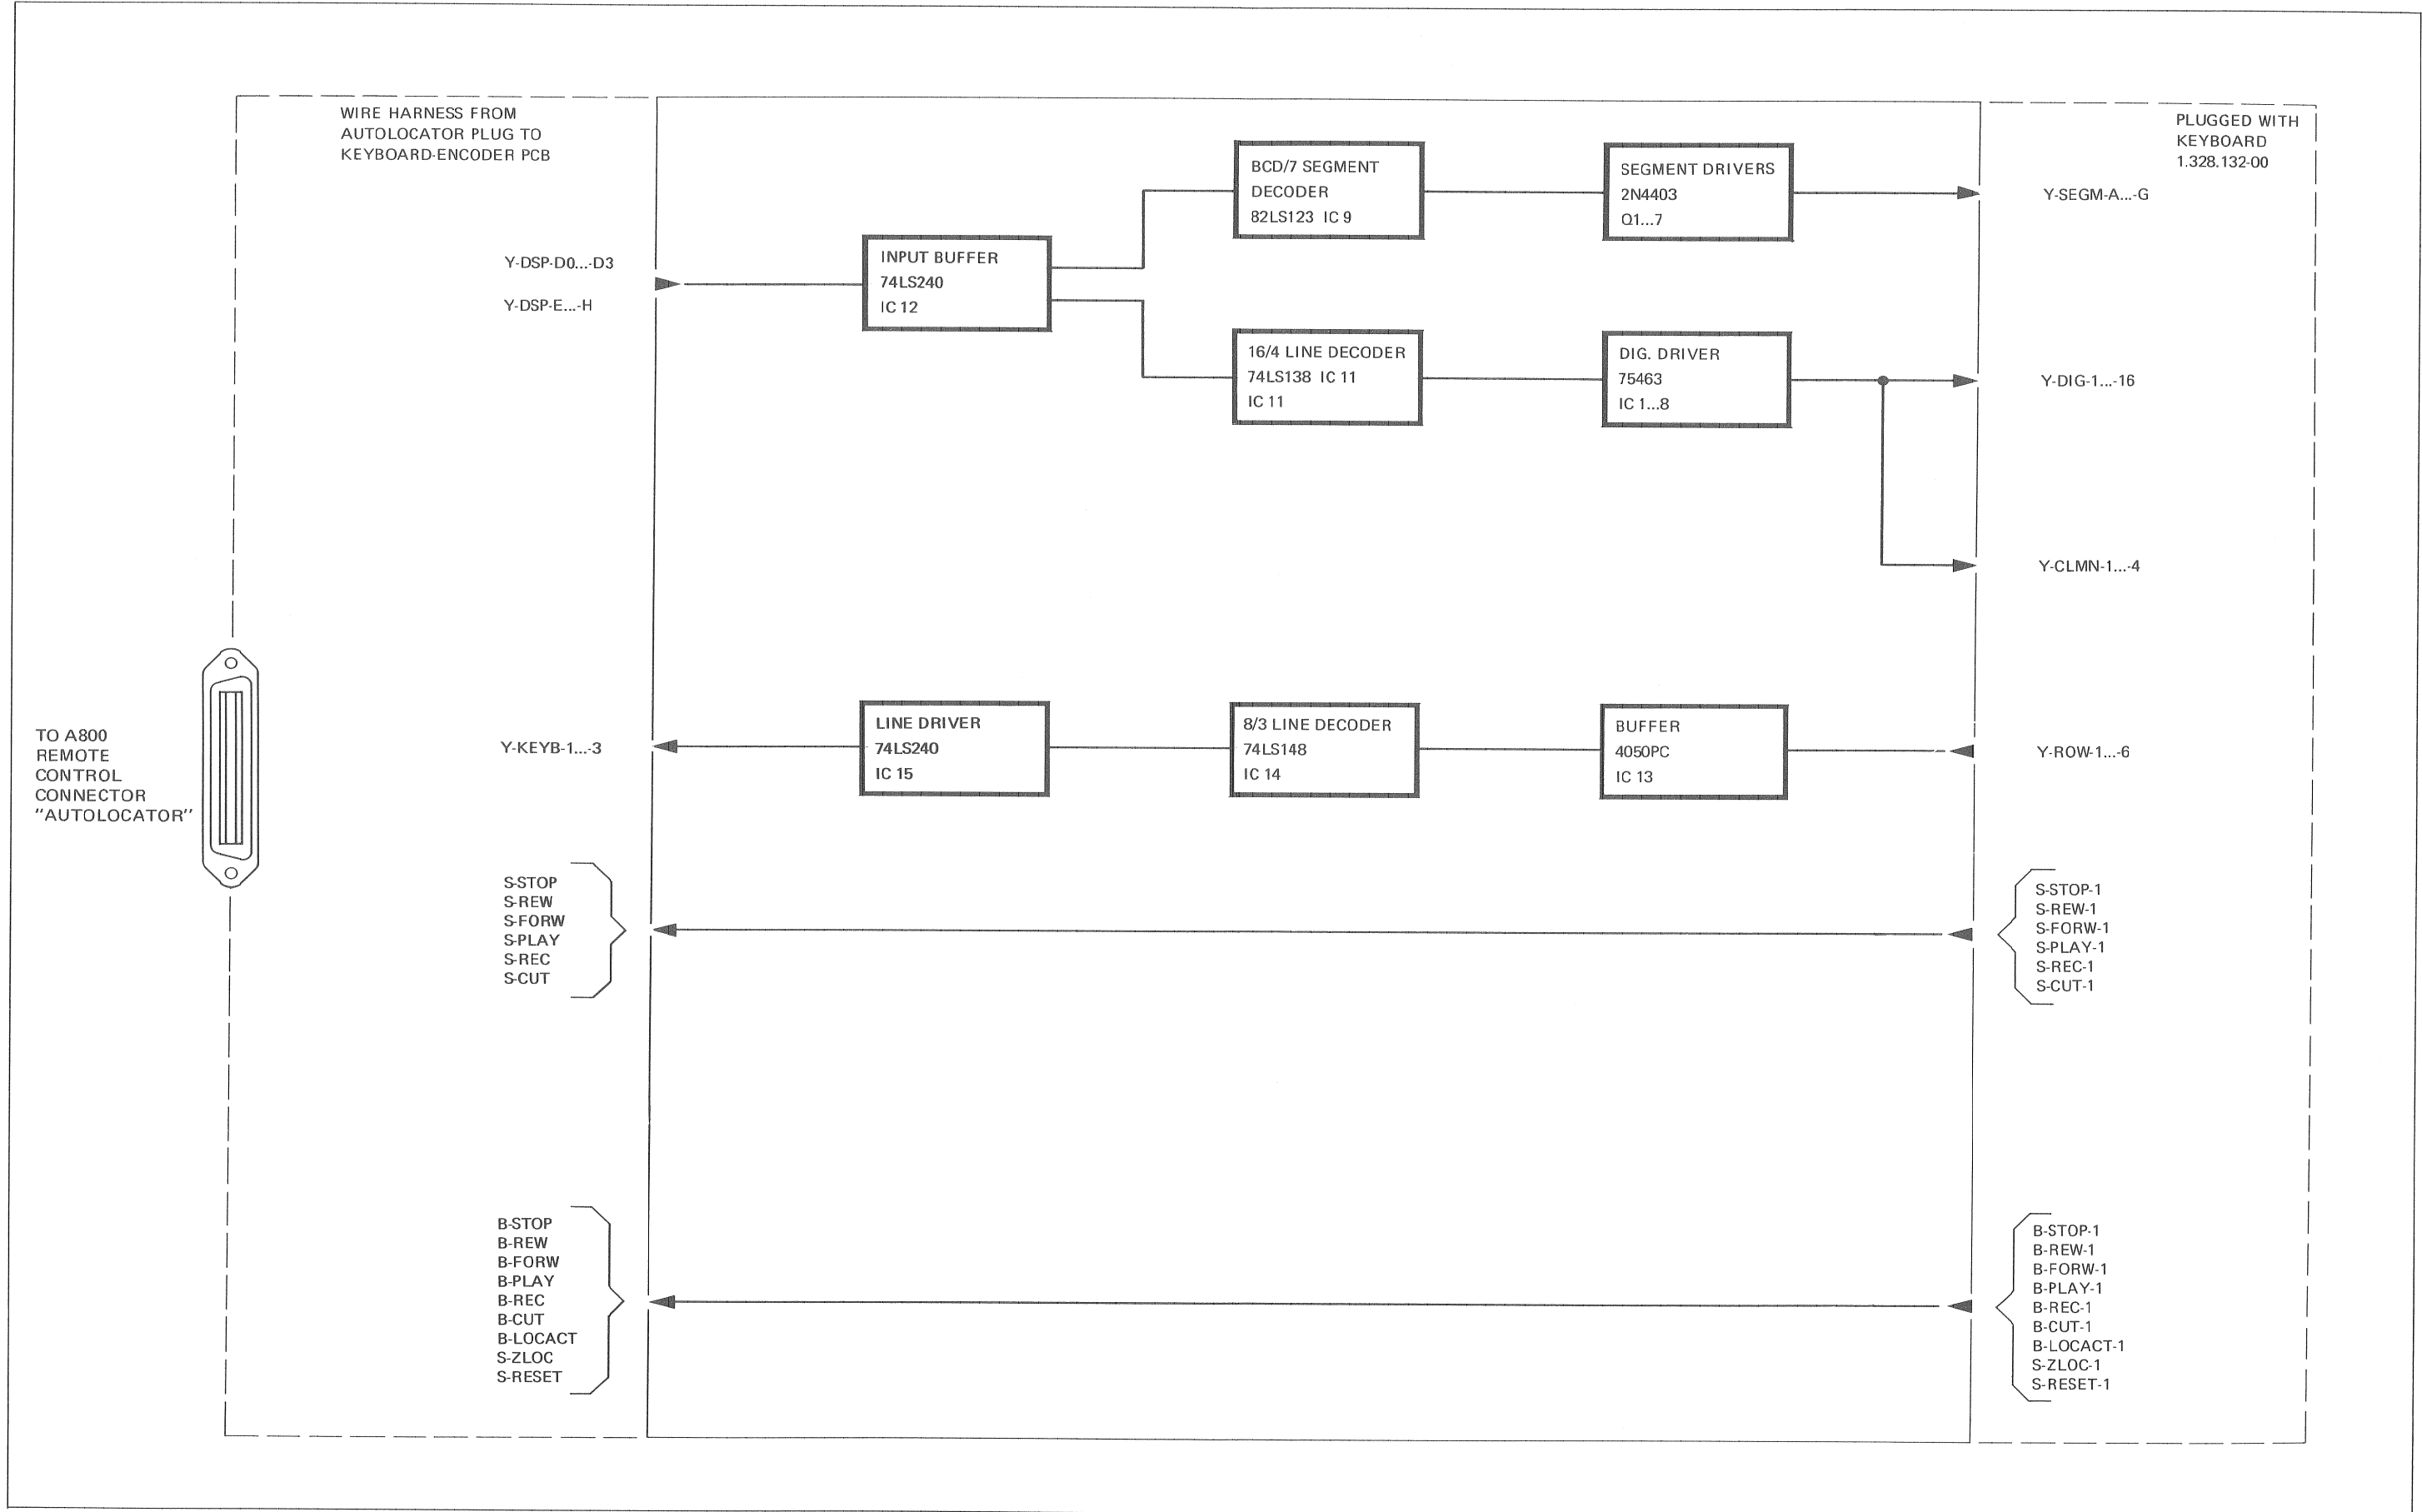 WIRE HARNESS FROM
AUTOLOCATOR PLUG TO
KEYBOARD-ENCODER PCB
PLUGGED WITH
KEYBOARD
1.328.132-00
BCD/7 SEGMENT
DECODER
82LS123 IC 9
SEGMENT DRIVERS
2N4403
Q1...7
Y-SEGM-A...-G
Y-DSP-D0...-D3
Y-DSP-E...-H
INPUT BUFFER
74LS240
IC 12
16/4 LINE DECODER
74LS138 IC 11
IC 11
DIG. DRIVER
75463
IC 1...8
Y-DIG-1...-16
Y-CLMN-1...-4
TO A800
REMOTE
CONTROL
CONNECTOR
"AUTOLOCATOR"
Y-KEYB-1...-3
LINE DRIVER
74LS240
IC 15
8/3 LINE DECODER
74LS148
IC 14
BUFFER
4050PC
IC 13
Y-ROW-1...-6
S-STOP
S-REW
S-FORW
S-PLAY
S-REC
S-CUT
S-STOP-1
S-REW-1
S-FORW-1
S-PLAY-1
S-REC-1
S-CUT-1
B-STOP
B-REW
B-FORW
B-PLAY
B-REC
B-CUT
B-LOCACT
S-ZLOC
S-RESET
B-STOP-1
B-REW-1
B-FORW-1
B-PLAY-1
B-REC-1
B-CUT-1
B-LOCACT-1
S-ZLOC-1
S-RESET-1